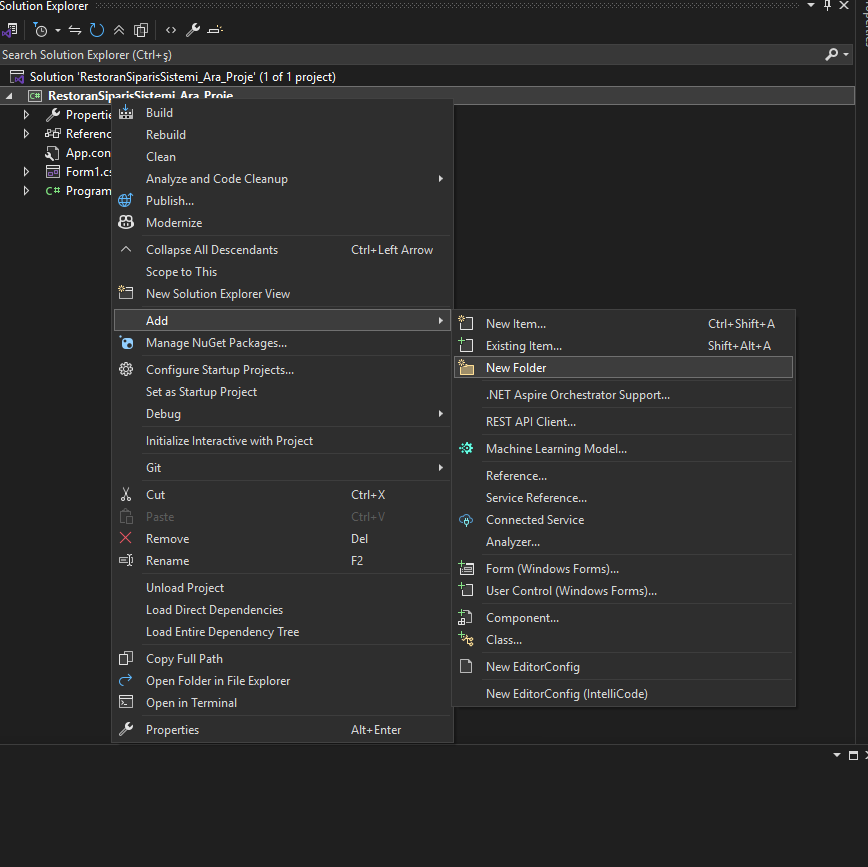 Solution Explorer
Search Solution Explorer (Ctrl+ş)
Solution 'RestoranSiparisSistemi_Ara_Proje' (1 of 1 project)
RestoranSiparisSistemi_Ara_Proje
Propertie
Referenc
App.con
Form1.cs
C# Program
Build
Rebuild
Clean
Analyze and Code Cleanup
Publish...
Modernize
Collapse All Descendants Ctrl+Left Arrow
Scope to This
New Solution Explorer View
Add
Manage NuGet Packages...
Configure Startup Projects...
Set as Startup Project
Debug
Initialize Interactive with Project
Git
Cut Ctrl+X
Paste Ctrl+V
Remove Del
Rename F2
Unload Project
Load Direct Dependencies
Load Entire Dependency Tree
Copy Full Path
Open Folder in File Explorer
Open in Terminal
Properties Alt+Enter
New Item... Ctrl+Shift+A
Existing Item... Shift+Alt+A
New Folder
.NET Aspire Orchestrator Support...
REST API Client...
Machine Learning Model...
Reference...
Service Reference...
Connected Service
Analyzer...
Form (Windows Forms)...
User Control (Windows Forms)...
Component...
Class...
New EditorConfig
New EditorConfig (IntelliCode)